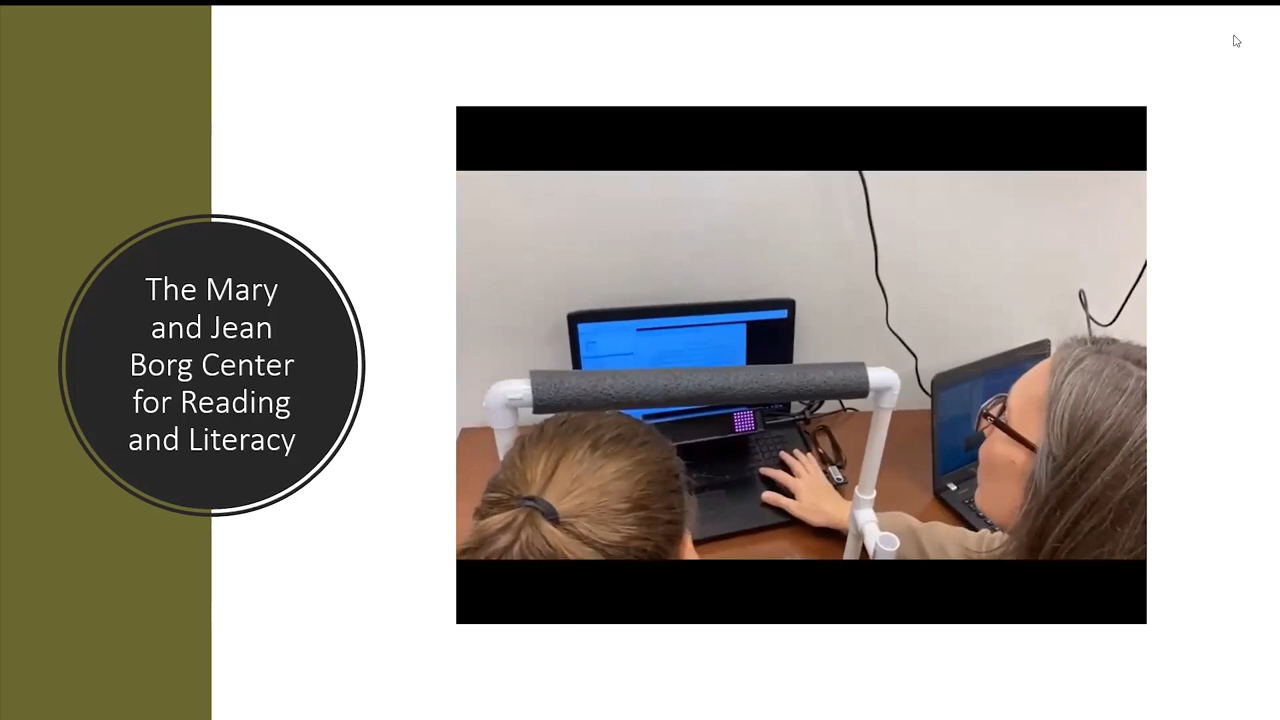 The Mary
and Jean
Borg Center
for Reading
and Literacy